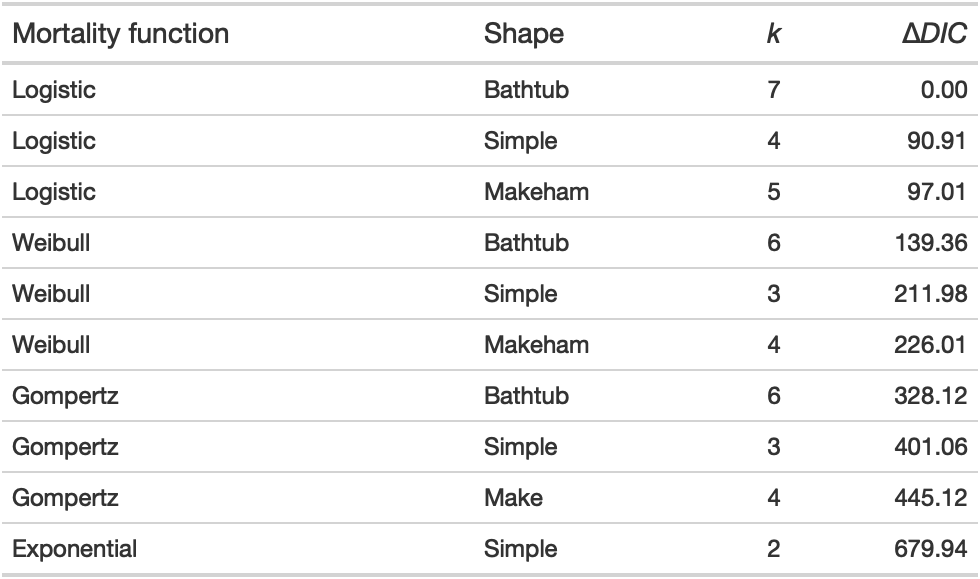 Mortality function Shape k ΔDIC
Logistic Bathtub 7 0.00
Logistic Simple 4 90.91
Logistic Makeham 5 97.01
Weibull Bathtub 6 139.36
Weibull Simple 3 211.98
Weibull Makeham 4 226.01
Gompertz Bathtub 6 328.12
Gompertz Simple 3 401.06
Gompertz Make 4 445.12
Exponential Simple 2 679.94